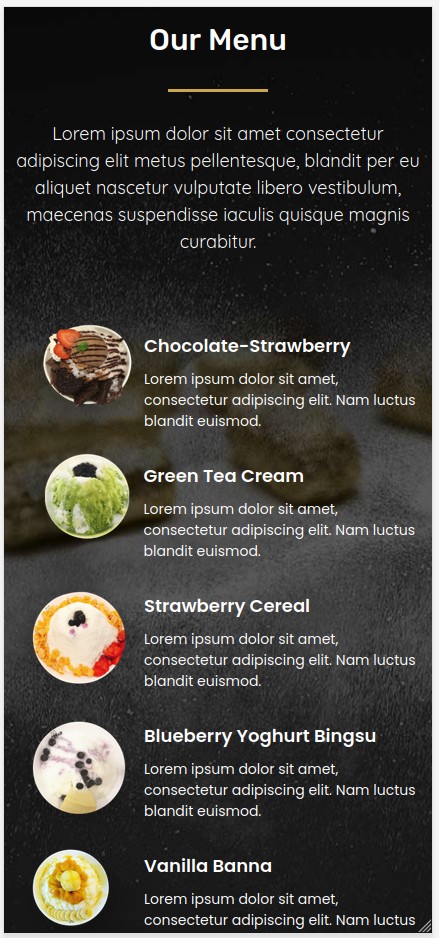 Our Menu
Lorem ipsum dolor sit amet consectetur
adipiscing elit metus pellentesque, blandit per eu
aliquet nascetur vulputate libero vestibulum,
maecenas suspendisse iaculis quisque magnis
curabitur.
Chocolate-Strawberry
Lorem ipsum dolor sit amet,
consectetur adipiscing elit. Nam luctus
blandit euismod.
Green Tea Cream
Lorem ipsum dolor sit amet,
consectetur adipiscing elit. Nam luctus
blandit euismod.
Strawberry Cereal
Lorem ipsum dolor sit amet,
consectetur adipiscing elit. Nam luctus
blandit euismod.
Blueberry Yoghurt Bingsu
Lorem ipsum dolor sit amet,
consectetur adipiscing elit. Nam luctus
blandit euismod.
Vanilla Banna
Lorem ipsum dolor sit amet,
consectetur adipiscing elit. Nam luctus